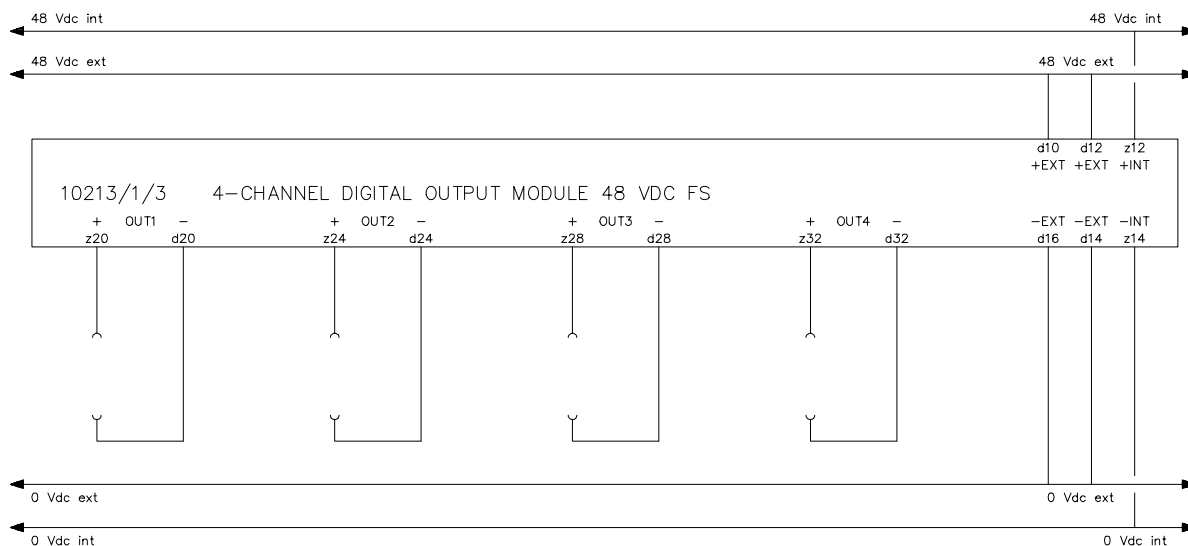 48 Vdc int 48 Vdc int
48 Vdc ext 48 Vdc ext
d10 d12 z12
+EXT +EXT +INT
10213/1/3 4-CHANNEL DIGITAL OUTPUT MODULE 48 VDC FS
+ OUT1 - + OUT2 - + OUT3 - + OUT4 - -EXT -EXT -INT
z20 d20 z24 d24 z28 d28 z32 d32 d16 d14 z14
0 Vdc ext 0 Vdc ext
0 Vdc int 0 Vdc int